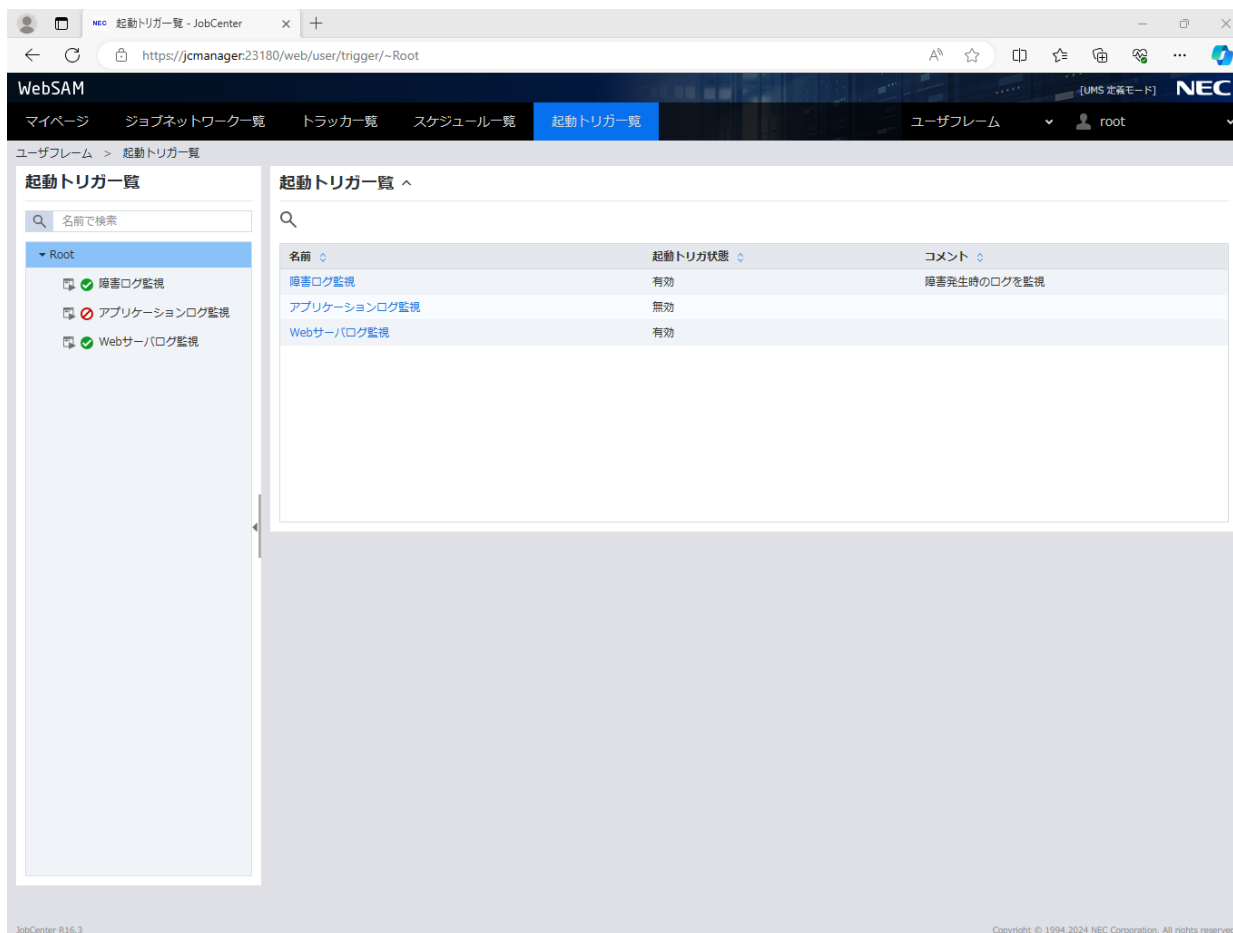 NEC 起動トリガ一覧 - JobCenter
https://jcmanager:23180/web/user/trigger/~Root
WebSAM [UMS 定義モード] NEC
マイページ ジョブネットワーク一覧 トラッカ一覧 スケジュール一覧 起動トリガ一覧 ユーザフレーム root
ユーザフレーム > 起動トリガ一覧
起動トリガ一覧
名前で検索
Root
障害ログ監視
アプリケーションログ監視
Webサーバログ監視
起動トリガ一覧
名前 起動トリガ状態 コメント
障害ログ監視 有効 障害発生時のログを監視
アプリケーションログ監視 無効
Webサーバログ監視 有効
JobCenter R16.3
Copyright © 1994.2024 NEC Corporation. All rights reserved